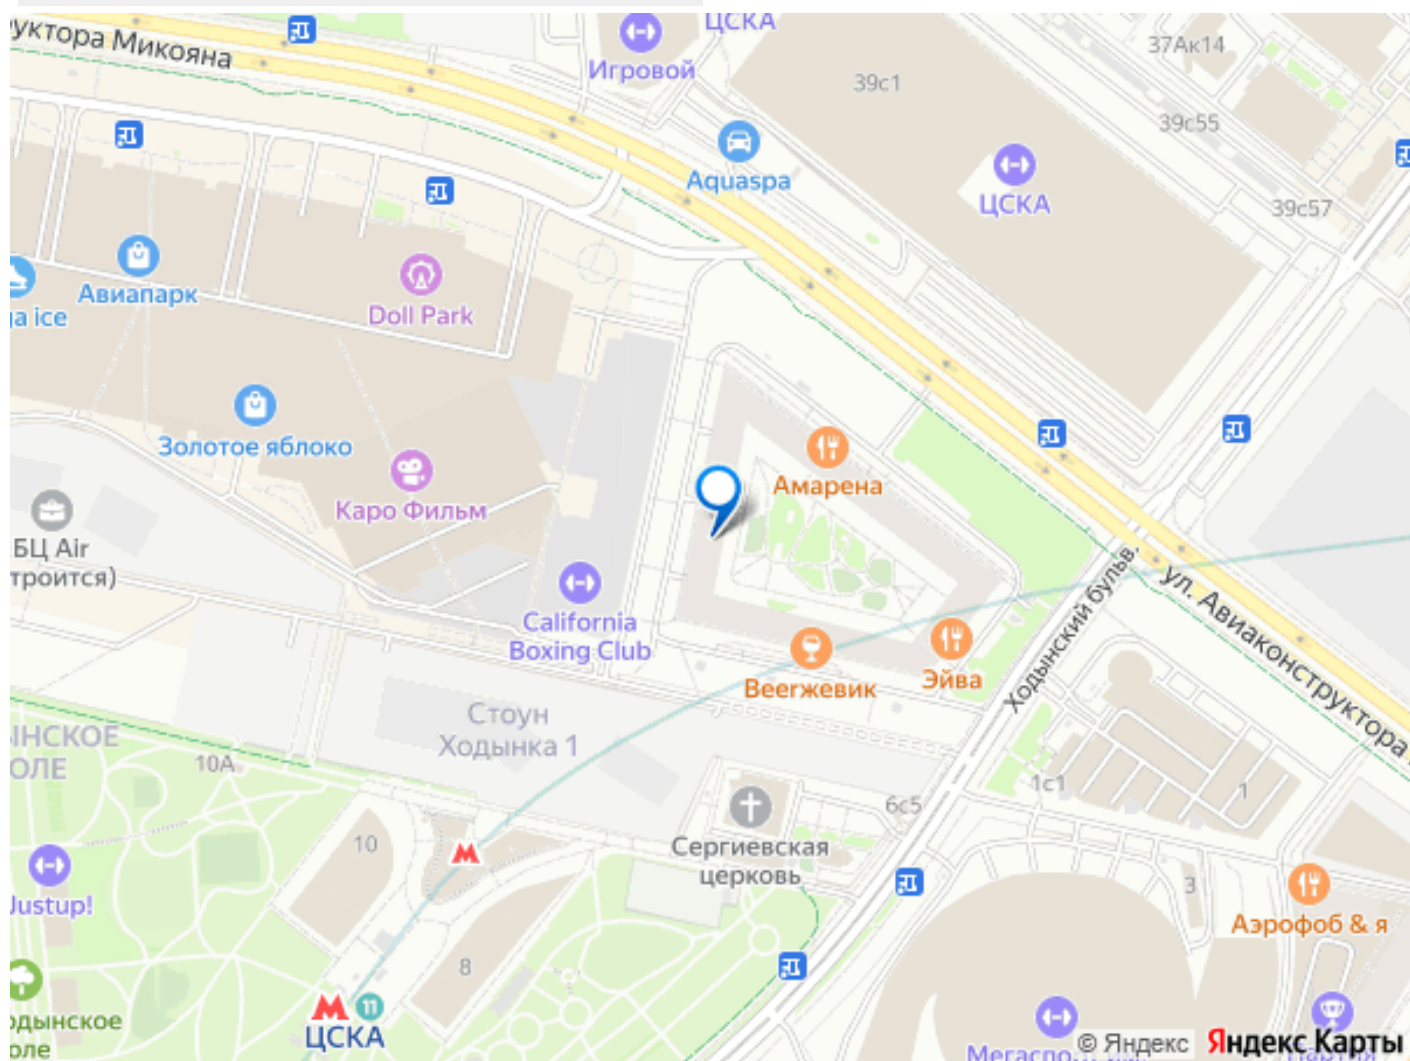 ЦСКА
уктора Микояна
Игровой
37Ак14
39с1
39с55
Aquaspa
ЦСКА
39с57
Авиапарк
Doll Park
a ice
Золотое яблоко
Каро Фильм
Амарена
БЦ Air
троится)
California
Boxing Club
Beerжевик
Эйва
Ходынский бульв.
ул. Авиаконструктора
Стоун
Ходынка 1
ЫНСКОЕ
ОЛЕ
10А
1с1
1
6с5
10
Сергиевская
церковь
3
Justup!
Аэрофоб & я
8
11
ЦСКА
одынское
оле
© Яндекс
Яндекс Карты